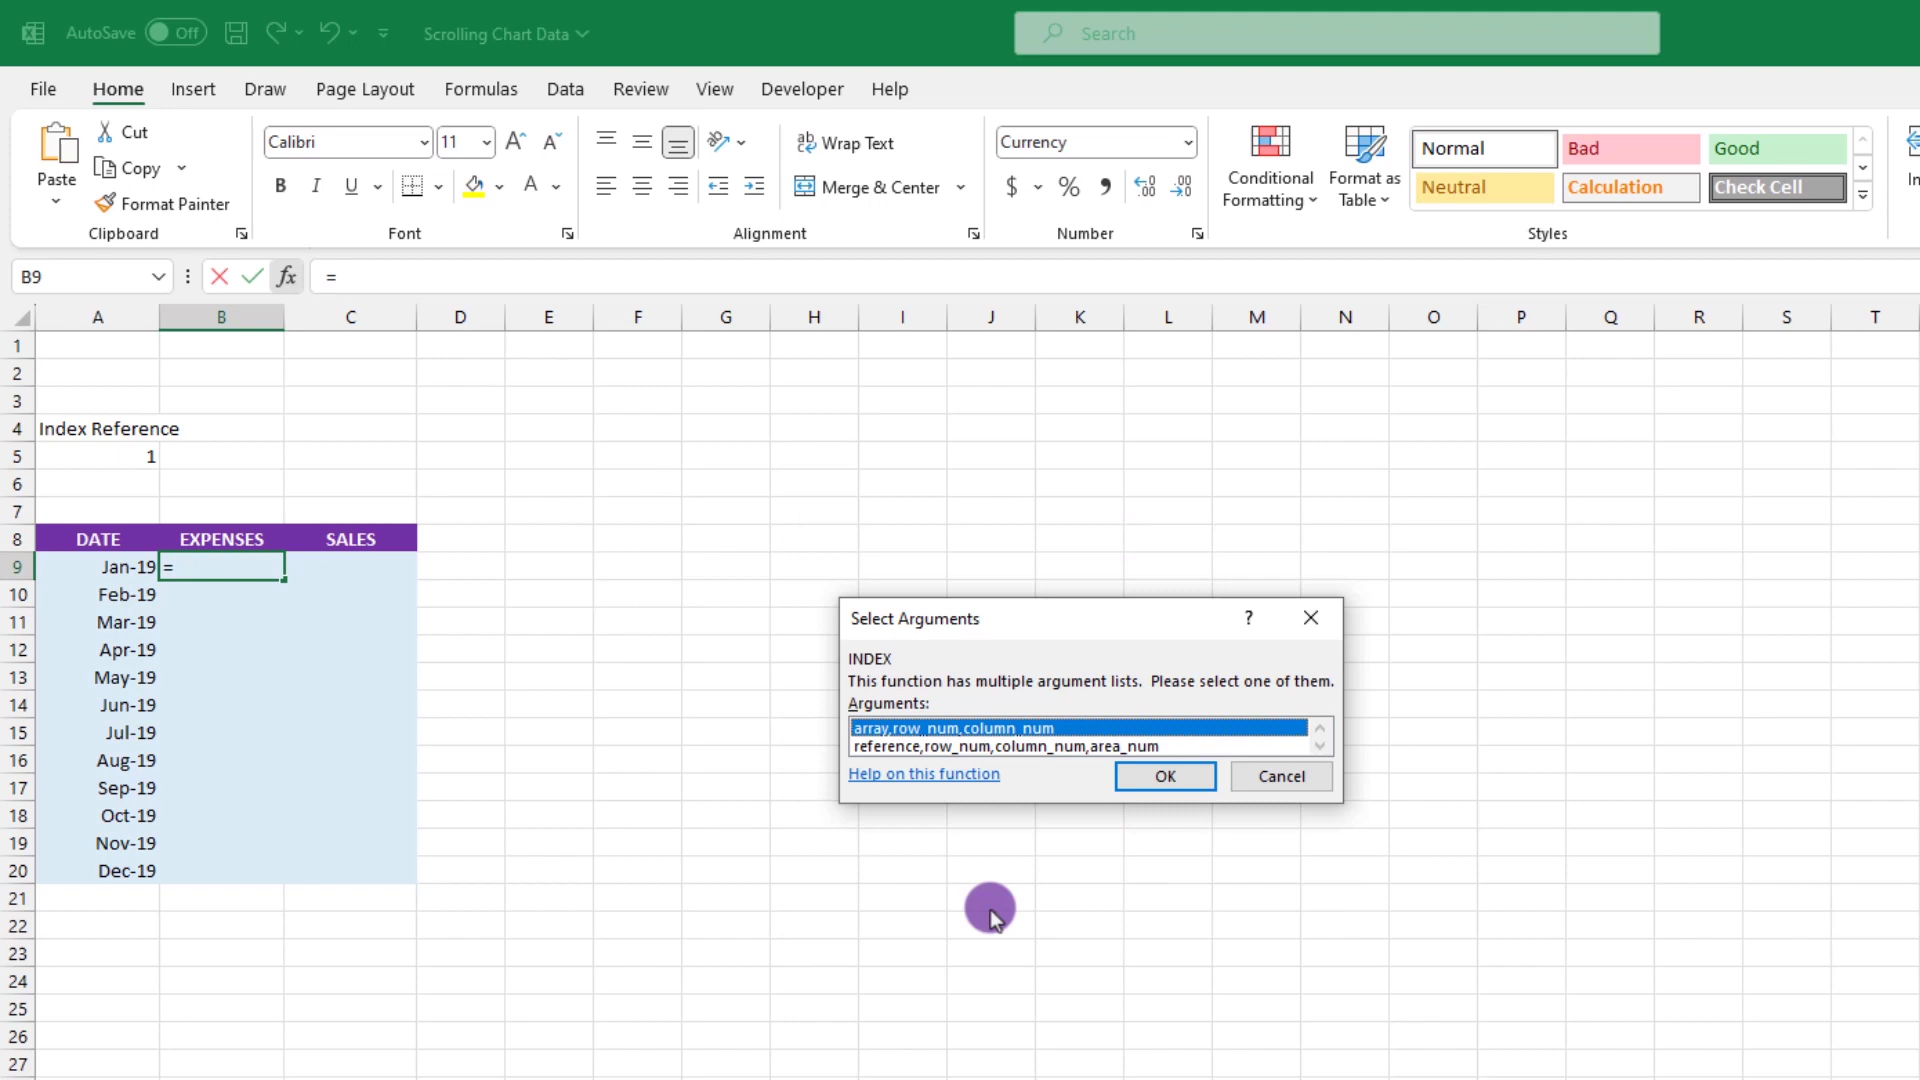 AutoSave Off Scrolling Chart Data Search
File Home Insert Draw Page Layout Formulas Data Review View Developer Help
Paste
Cut
Copy
Format Painter
Clipboard
Calibri 11
B I U A
Font
Wrap Text
Merge & Center
Alignment
Currency
$ % 9
Number
Conditional
Formatting
Format as
Table
Normal Bad Good
Neutral Calculation Check Cell
Styles
B9 fx =
A B C D E F G H I J K L M N O P Q R S T
1
2
3
4 Index Reference
5 1
6
7
8 DATE EXPENSES SALES
9 Jan-19 =
10 Feb-19
11 Mar-19
12 Apr-19
13 May-19
14 Jun-19
15 Jul-19
16 Aug-19
17 Sep-19
18 Oct-19
19 Nov-19
20 Dec-19
21
22
23
24
25
26
27
Select Arguments ?
INDEX
This function has multiple argument lists. Please select one of them.
Arguments:
array,row_num,column_num
reference,row_num,column_num,area_num
Help on this function OK Cancel